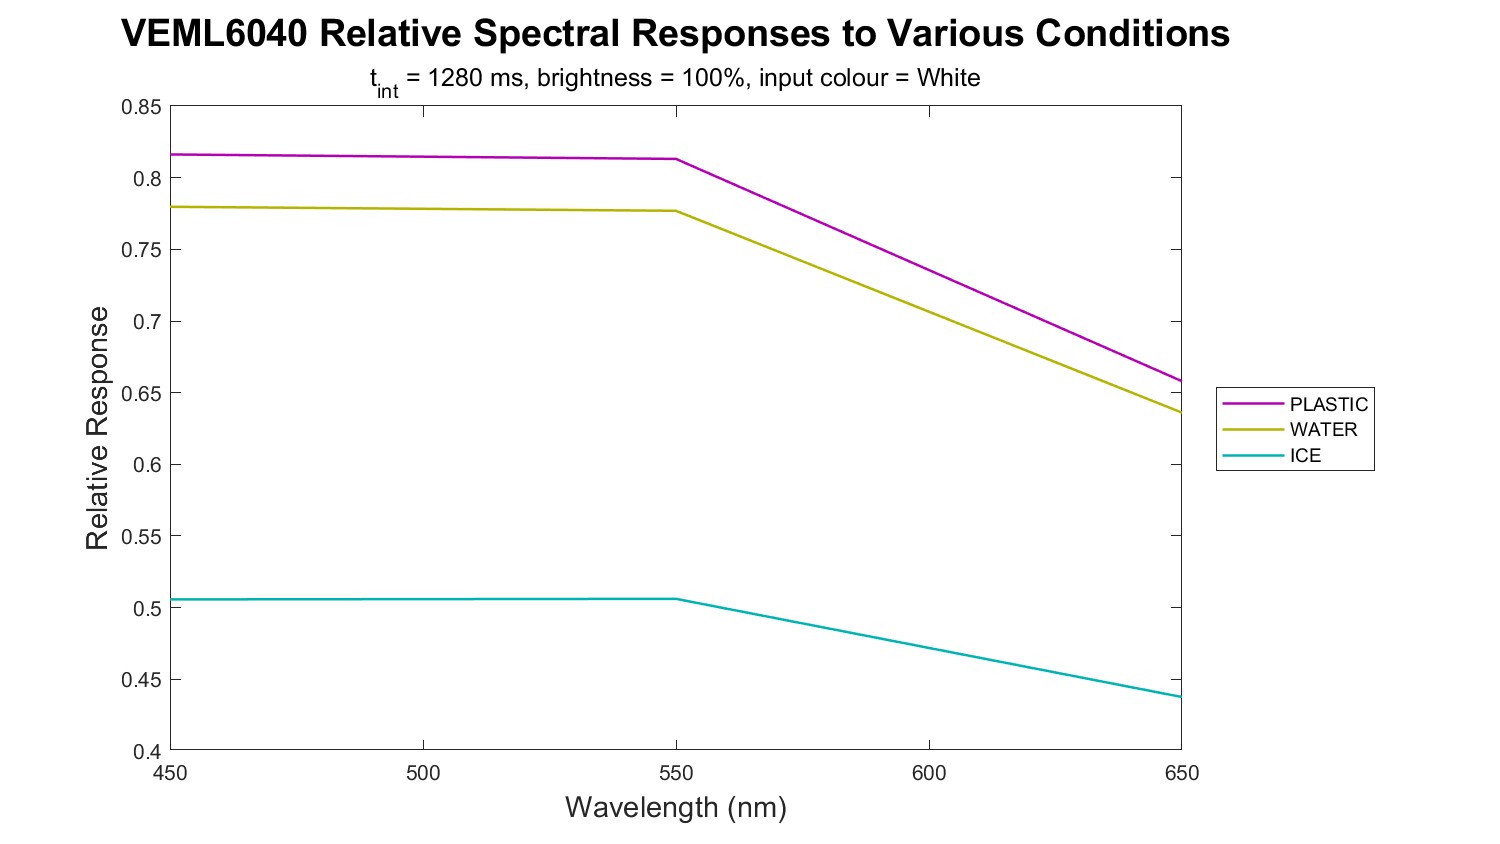 VEML6040 Relative Spectral Responses to Various Conditions
t_int = 1280 ms, brightness = 100%, input colour = White
0.85
0.8
0.75
0.7
0.65
0.6
0.55
0.5
0.45
0.4
Relative Response
450 500 550 600 650
Wavelength (nm)
PLASTIC
WATER
ICE